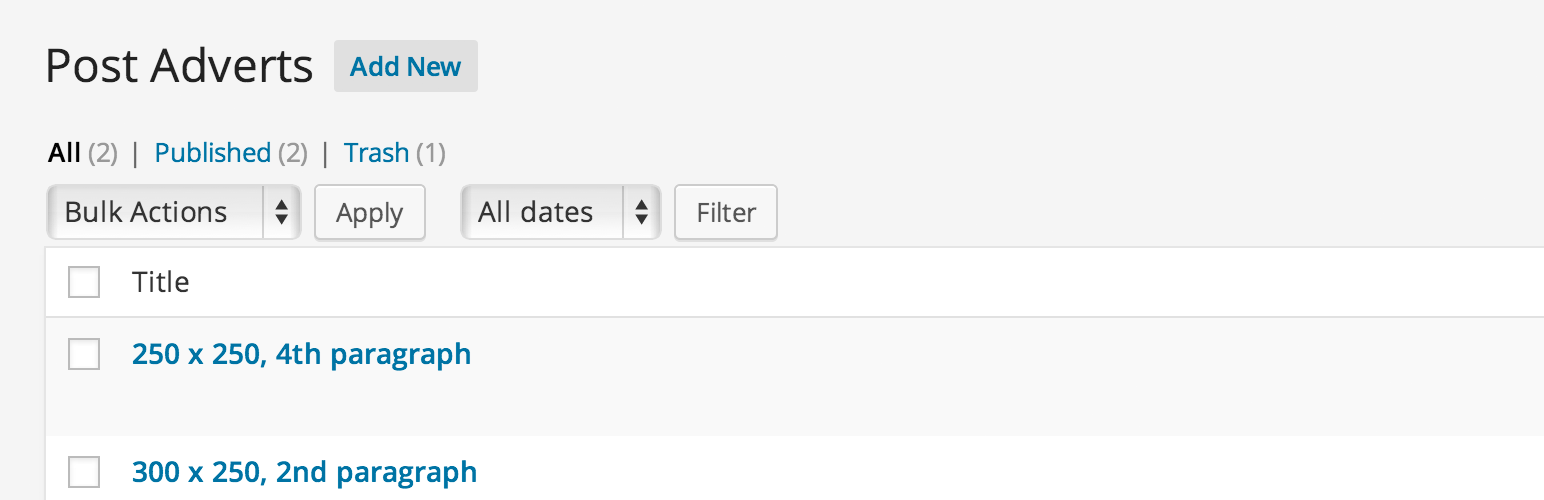 Post Adverts Add New
All (2) | Published (2) | Trash (1)
Bulk Actions Apply All dates Filter
Title
250 x 250, 4th paragraph
300 x 250, 2nd paragraph